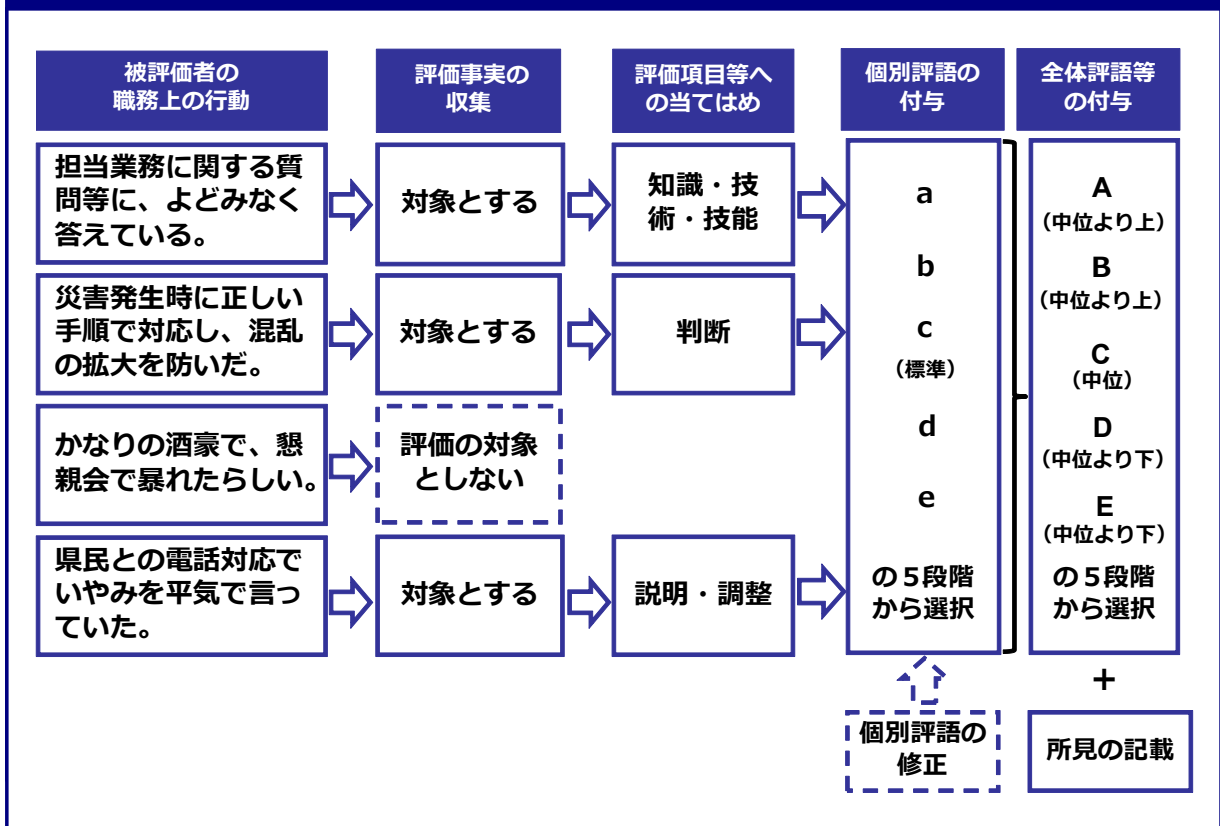 被評価者の
職務上の行動
評価事実の
収集
評価項目等へ
の当てはめ
個別評語の
付与
全体評語等
の付与
担当業務に関する質
問等に、よどみなく
答えている。
対象とする
知識・技
術・技能
災害発生時に正しい
手順で対応し、混乱
の拡大を防いだ。
対象とする
判断
かなりの酒豪で、懇
親会で暴れたらしい。
評価の対象
としない
県民との電話対応で
いやみを平気で言っ
ていた。
対象とする
説明・調整
a
b
c
（標準）
d
e
の５段階
から選択
A
（中位より上）
B
（中位より上）
C
（中位）
D
（中位より下）
E
（中位より下）
の５段階
から選択
個別評語の
修正
＋
所見の記載